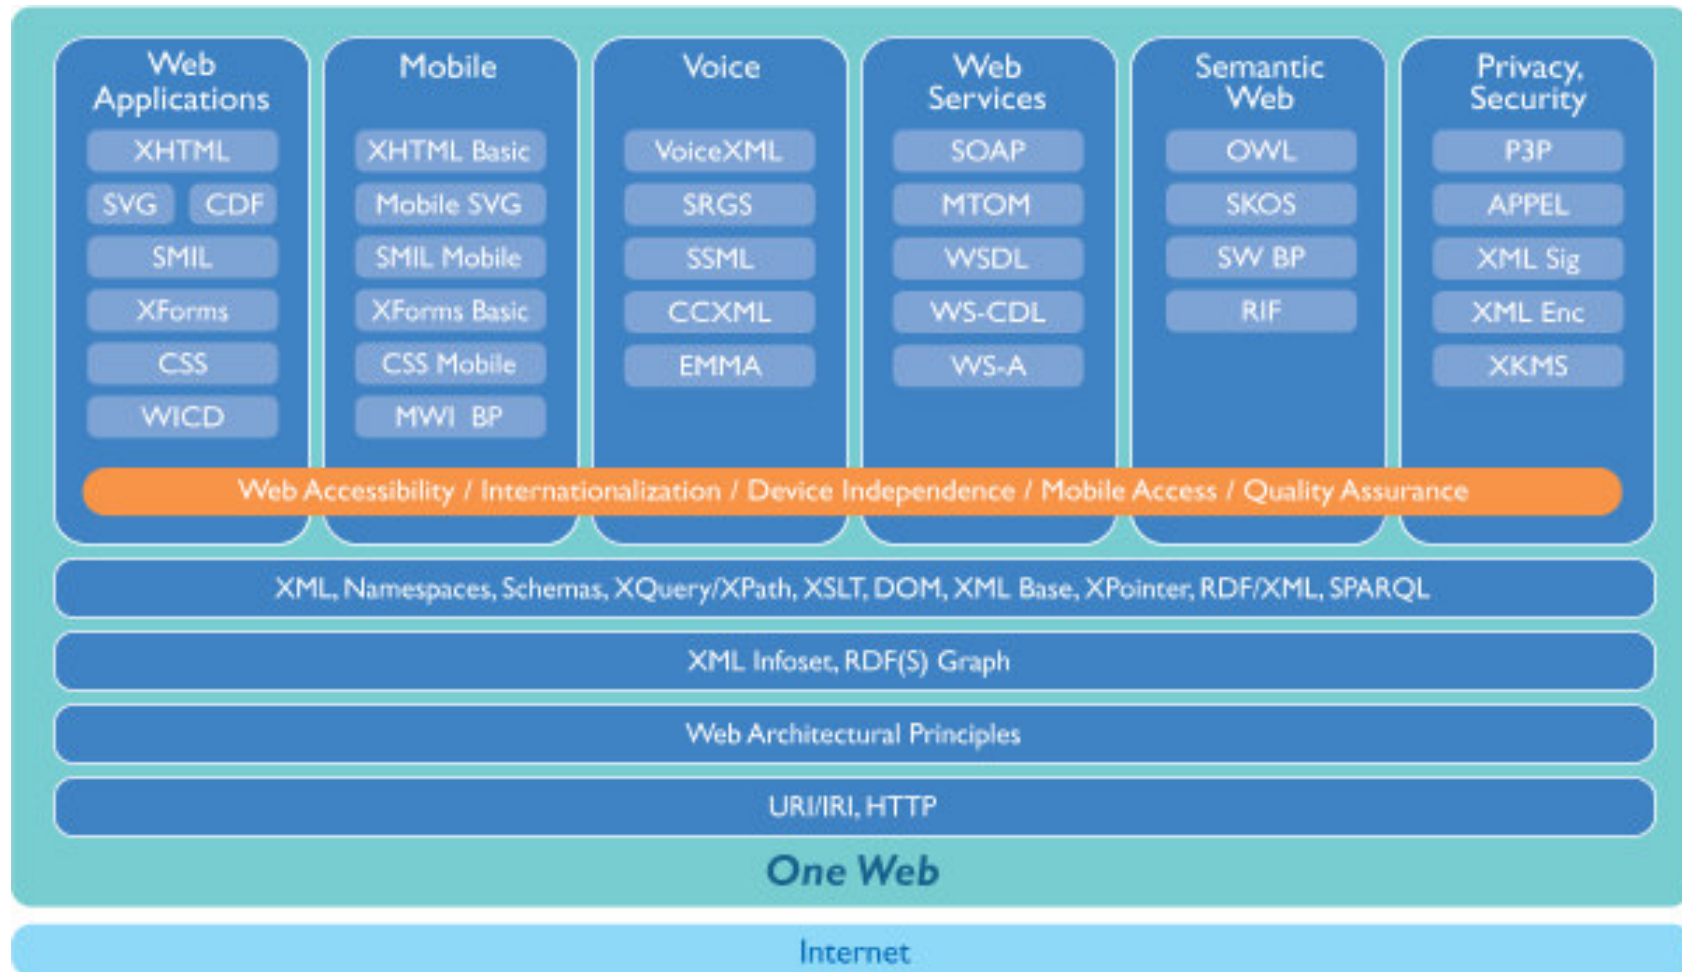 Web
Applications
XHTML
SVG
CDF
SMIL
XForms
CSS
WICD
Mobile
XHTML Basic
Mobile SVG
SMIL Mobile
XForms Basic
CSS Mobile
MWI BP
Voice
VoiceXML
SRGS
SSML
CCXML
EMMA
Web
Services
SOAP
MTOM
WSDL
WS-CDL
WS-A
Semantic
Web
OWL
SKOS
SW BP
RIF
Privacy,
Security
P3P
APPEL
XML Sig
XML Enc
XKMS
Web Accessibility / Internationalization / Device Independence / Mobile Access / Quality Assurance
XML, Namespaces, Schemas, XQuery/XPath, XSLT, DOM, XML Base, XPointer, RDF/XML, SPARQL
XML Infoset, RDF(S) Graph
Web Architectural Principles
URI/IRI, HTTP
One Web
Internet